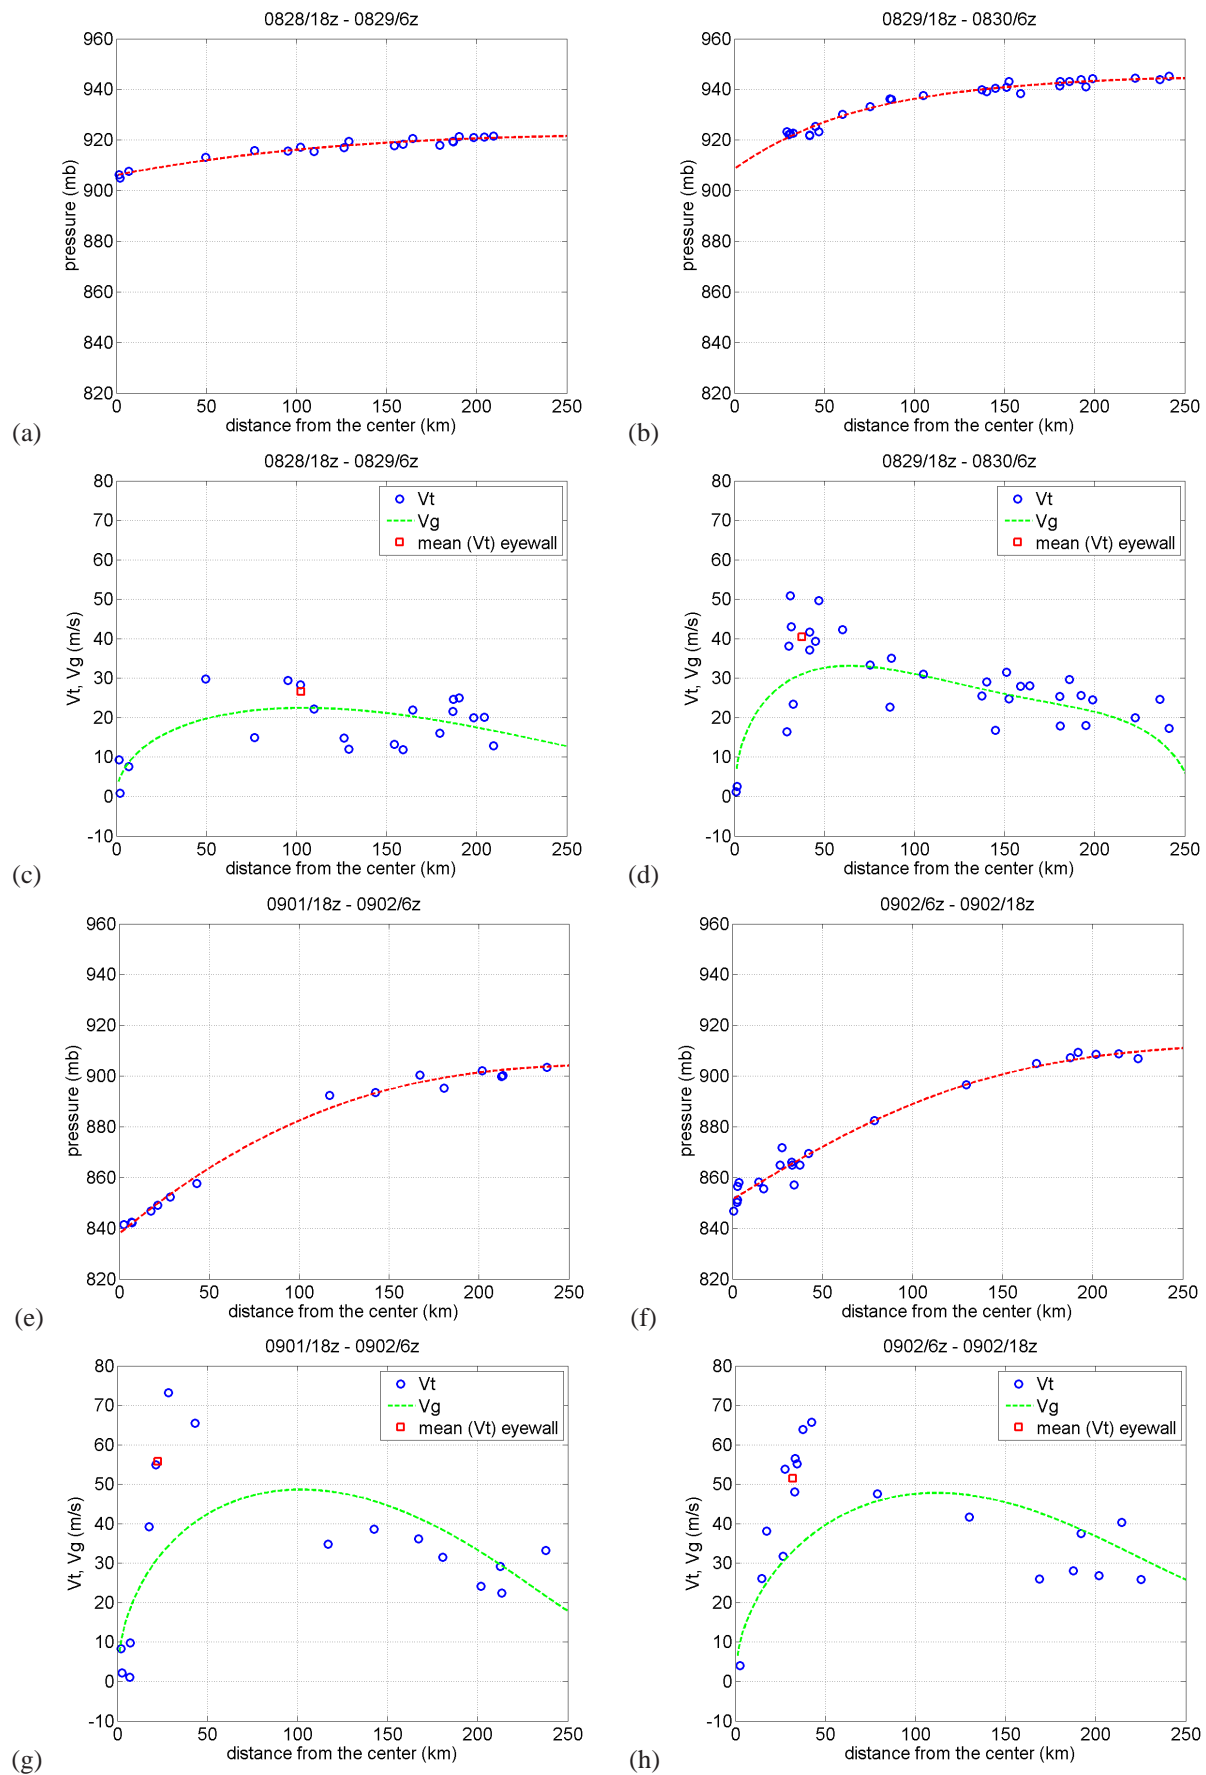 0828/18z - 0829/6z
960
940
920
900
880
860
840
820
pressure (mb)
0 50 100 150 200 250
distance from the center (km)
(a)
0829/18z - 0830/6z
960
940
920
900
880
860
840
820
pressure (mb)
0 50 100 150 200 250
distance from the center (km)
(b)
0828/18z - 0829/6z
80
70
60
50
40
30
20
10
0
-10
Vt, Vg (m/s)
Vt
Vg
mean (Vt) eyewall
0 50 100 150 200 250
distance from the center (km)
(c)
0829/18z - 0830/6z
80
70
60
50
40
30
20
10
0
-10
Vt, Vg (m/s)
Vt
Vg
mean (Vt) eyewall
0 50 100 150 200 250
distance from the center (km)
(d)
0901/18z - 0902/6z
960
940
920
900
880
860
840
820
pressure (mb)
0 50 100 150 200 250
distance from the center (km)
(e)
0902/6z - 0902/18z
960
940
920
900
880
860
840
820
pressure (mb)
0 50 100 150 200 250
distance from the center (km)
(f)
0901/18z - 0902/6z
80
70
60
50
40
30
20
10
0
-10
Vt, Vg (m/s)
Vt
Vg
mean (Vt) eyewall
0 50 100 150 200 250
distance from the center (km)
(g)
0902/6z - 0902/18z
80
70
60
50
40
30
20
10
0
-10
Vt, Vg (m/s)
Vt
Vg
mean (Vt) eyewall
0 50 100 150 200 250
distance from the center (km)
(h)